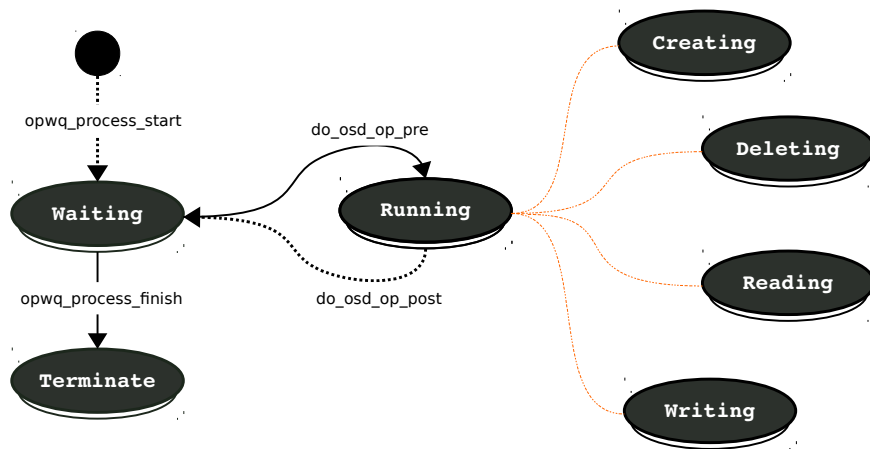 Creating
opwq_process_start
do_osd_op_pre
Deleting
Waiting
Running
Reading
opwq_process_finish
do_osd_op_post
Terminate
Writing